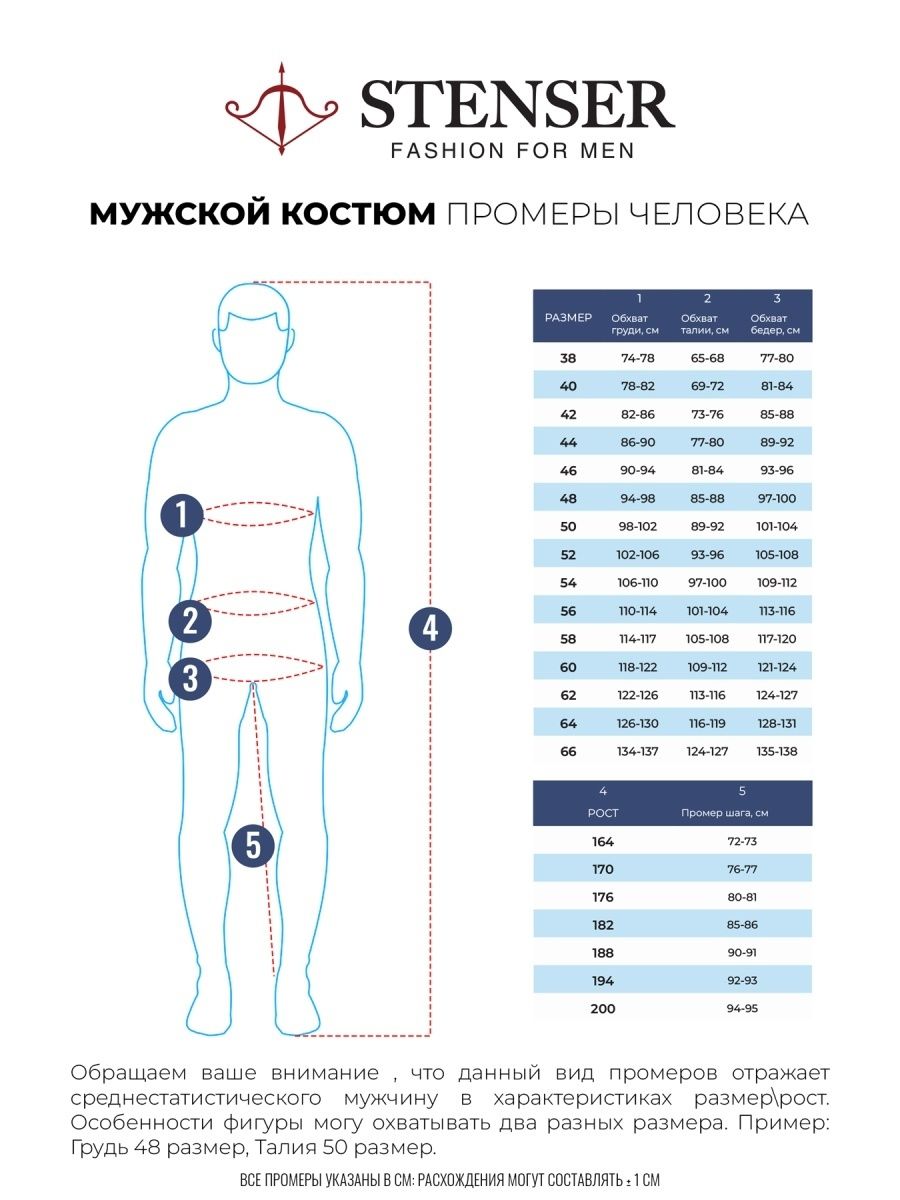 STENSER
FASHION FOR MEN
МУЖСКОЙ КОСТЮМ ПРОМЕРЫ ЧЕЛОВЕКА
1
2
3
4
5
1 2 3
РАЗМЕР Обхват груди, см Обхват талии, см Обхват бедер, см
38 74-78 65-68 77-80
40 78-82 69-72 81-84
42 82-86 73-76 85-88
44 86-90 77-80 89-92
46 90-94 81-84 93-96
48 94-98 85-88 97-100
50 98-102 89-92 101-104
52 102-106 93-96 105-108
54 106-110 97-100 109-112
56 110-114 101-104 113-116
58 114-117 105-108 117-120
60 118-122 109-112 121-124
62 122-126 113-116 124-127
64 126-130 116-119 128-131
66 134-137 124-127 135-138
4 5
РОСТ Промер шага, см
164 72-73
170 76-77
176 80-81
182 85-86
188 90-91
194 92-93
200 94-95
Обращаем ваше внимание , что данный вид промеров отражает
среднестатистического мужчину в характеристиках размер\рост.
Особенности фигуры могу охватывать два разных размера. Пример:
Грудь 48 размер, Талия 50 размер.
ВСЕ ПРОМЕРЫ УКАЗАНЫ В СМ: РАСХОЖДЕНИЯ МОГУТ СОСТАВЛЯТЬ ± 1 СМ